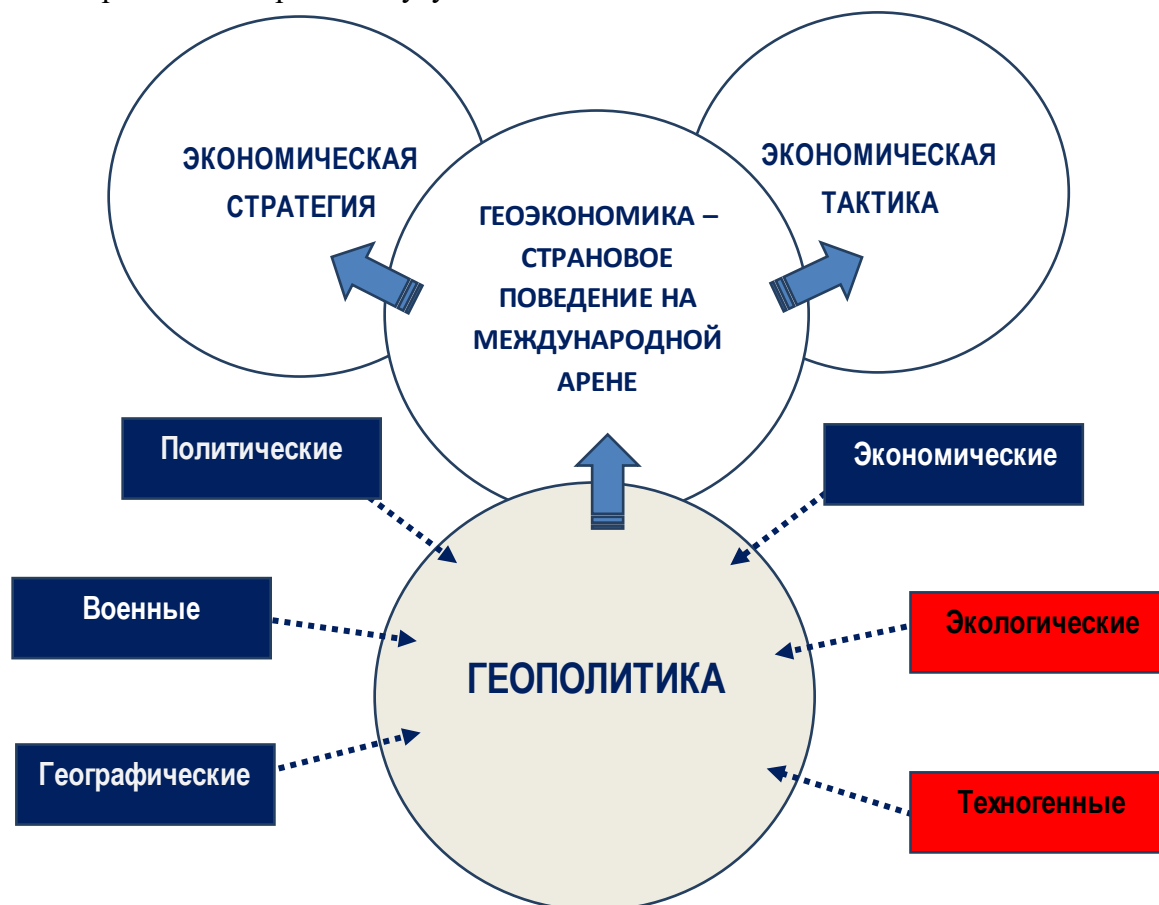 ЭКОНОМИЧЕСКАЯ
СТРАТЕГИЯ
ЭКОНОМИЧЕСКАЯ
ТАКТИКА
ГЕОЭКОНОМИКА –
СТРАНОВОЕ
ПОВЕДЕНИЕ НА
МЕЖДУНАРОДНОЙ
АРЕНЕ
Политические
Экономические
Военные
Экологические
ГЕОПОЛИТИКА
Географические
Техногенные